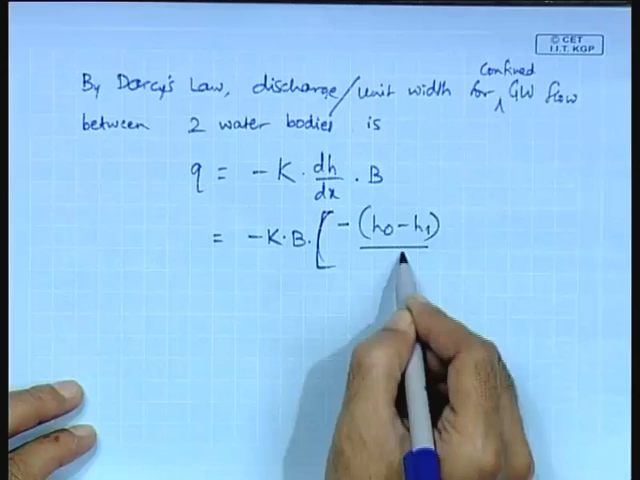 © CET
I.I.T. KGP
By Darcy's Law, discharge/unit width for confined GW flow
between 2 water bodies is
q = -K · dh/dx · B
= -K·B·[ -(h₀-h₁)